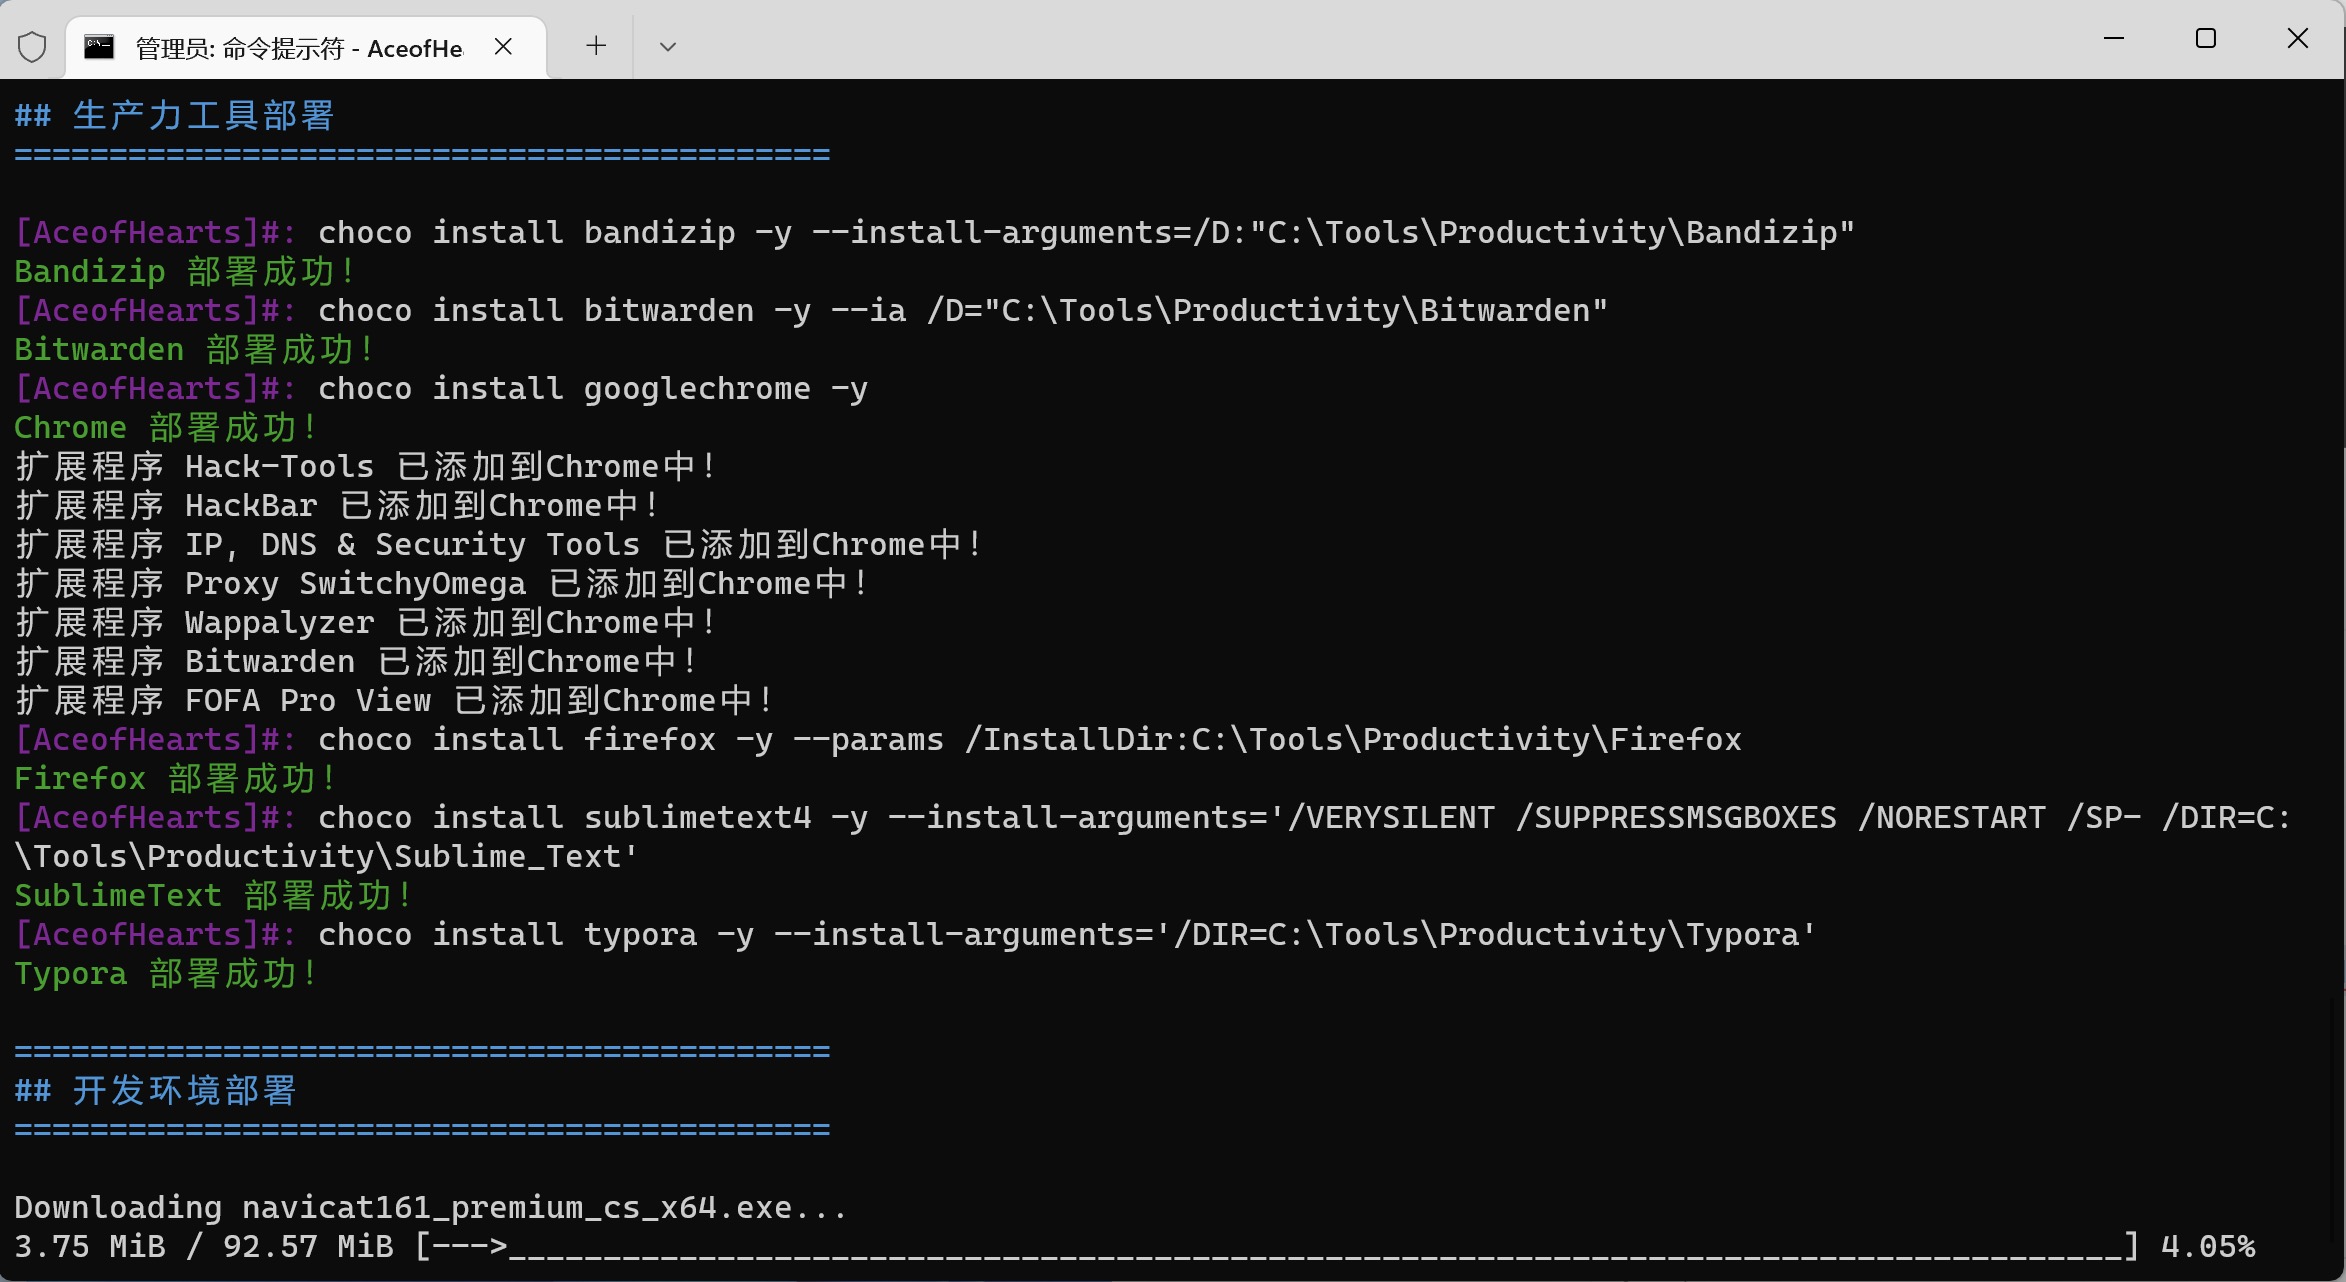 管理员: 命令提示符 - AceofHe
## 生产力工具部署
===========================================
[AceofHearts]#: choco install bandizip -y --install-arguments=/D:"C:\Tools\Productivity\Bandizip"
Bandizip 部署成功!
[AceofHearts]#: choco install bitwarden -y --ia /D="C:\Tools\Productivity\Bitwarden"
Bitwarden 部署成功!
[AceofHearts]#: choco install googlechrome -y
Chrome 部署成功!
扩展程序 Hack-Tools 已添加到Chrome中!
扩展程序 HackBar 已添加到Chrome中!
扩展程序 IP, DNS & Security Tools 已添加到Chrome中!
扩展程序 Proxy SwitchyOmega 已添加到Chrome中!
扩展程序 Wappalyzer 已添加到Chrome中!
扩展程序 Bitwarden 已添加到Chrome中!
扩展程序 FOFA Pro View 已添加到Chrome中!
[AceofHearts]#: choco install firefox -y --params /InstallDir:C:\Tools\Productivity\Firefox
Firefox 部署成功!
[AceofHearts]#: choco install sublimetext4 -y --install-arguments='/VERYSILENT /SUPPRESSMSGBOXES /NORESTART /SP- /DIR=C:
\Tools\Productivity\Sublime_Text'
SublimeText 部署成功!
[AceofHearts]#: choco install typora -y --install-arguments='/DIR=C:\Tools\Productivity\Typora'
Typora 部署成功!
===========================================
## 开发环境部署
===========================================
Downloading navicat161_premium_cs_x64.exe...
3.75 MiB / 92.57 MiB [--->_____________________________________________________________________________________] 4.05%